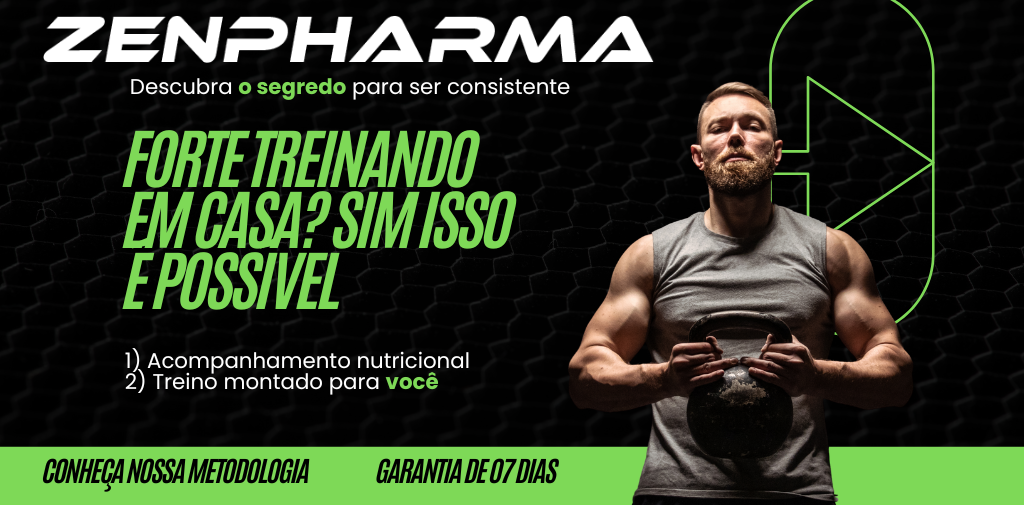 ZENPHARMA
Descubra o segredo para ser consistente
FORTE TREINANDO
EM CASA? SIM ISSO
É POSSÍVEL
1) Acompanhamento nutricional
2) Treino montado para você
CONHEÇA NOSSA METODOLOGIA
GARANTIA DE 07 DIAS